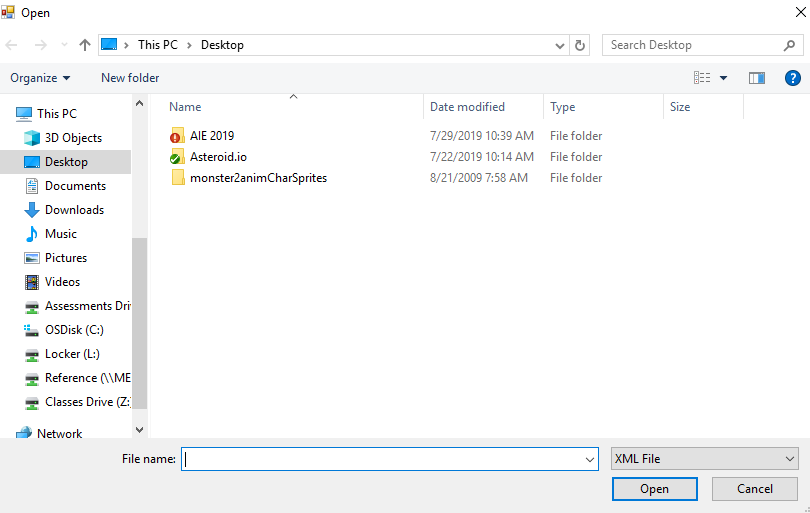 Open
This PC > Desktop
Search Desktop
Organize
New folder
This PC
3D Objects
Desktop
Documents
Downloads
Music
Pictures
Videos
Assessments Dri
OSDisk (C:)
Locker (L:)
Reference (\\ME
Classes Drive (Z:
Network
Name Date modified Type Size
AIE 2019 7/29/2019 10:39 AM File folder
Asteroid.io 7/22/2019 10:14 AM File folder
monster2animCharSprites 8/21/2009 7:58 AM File folder
File name:
XML File
Open
Cancel